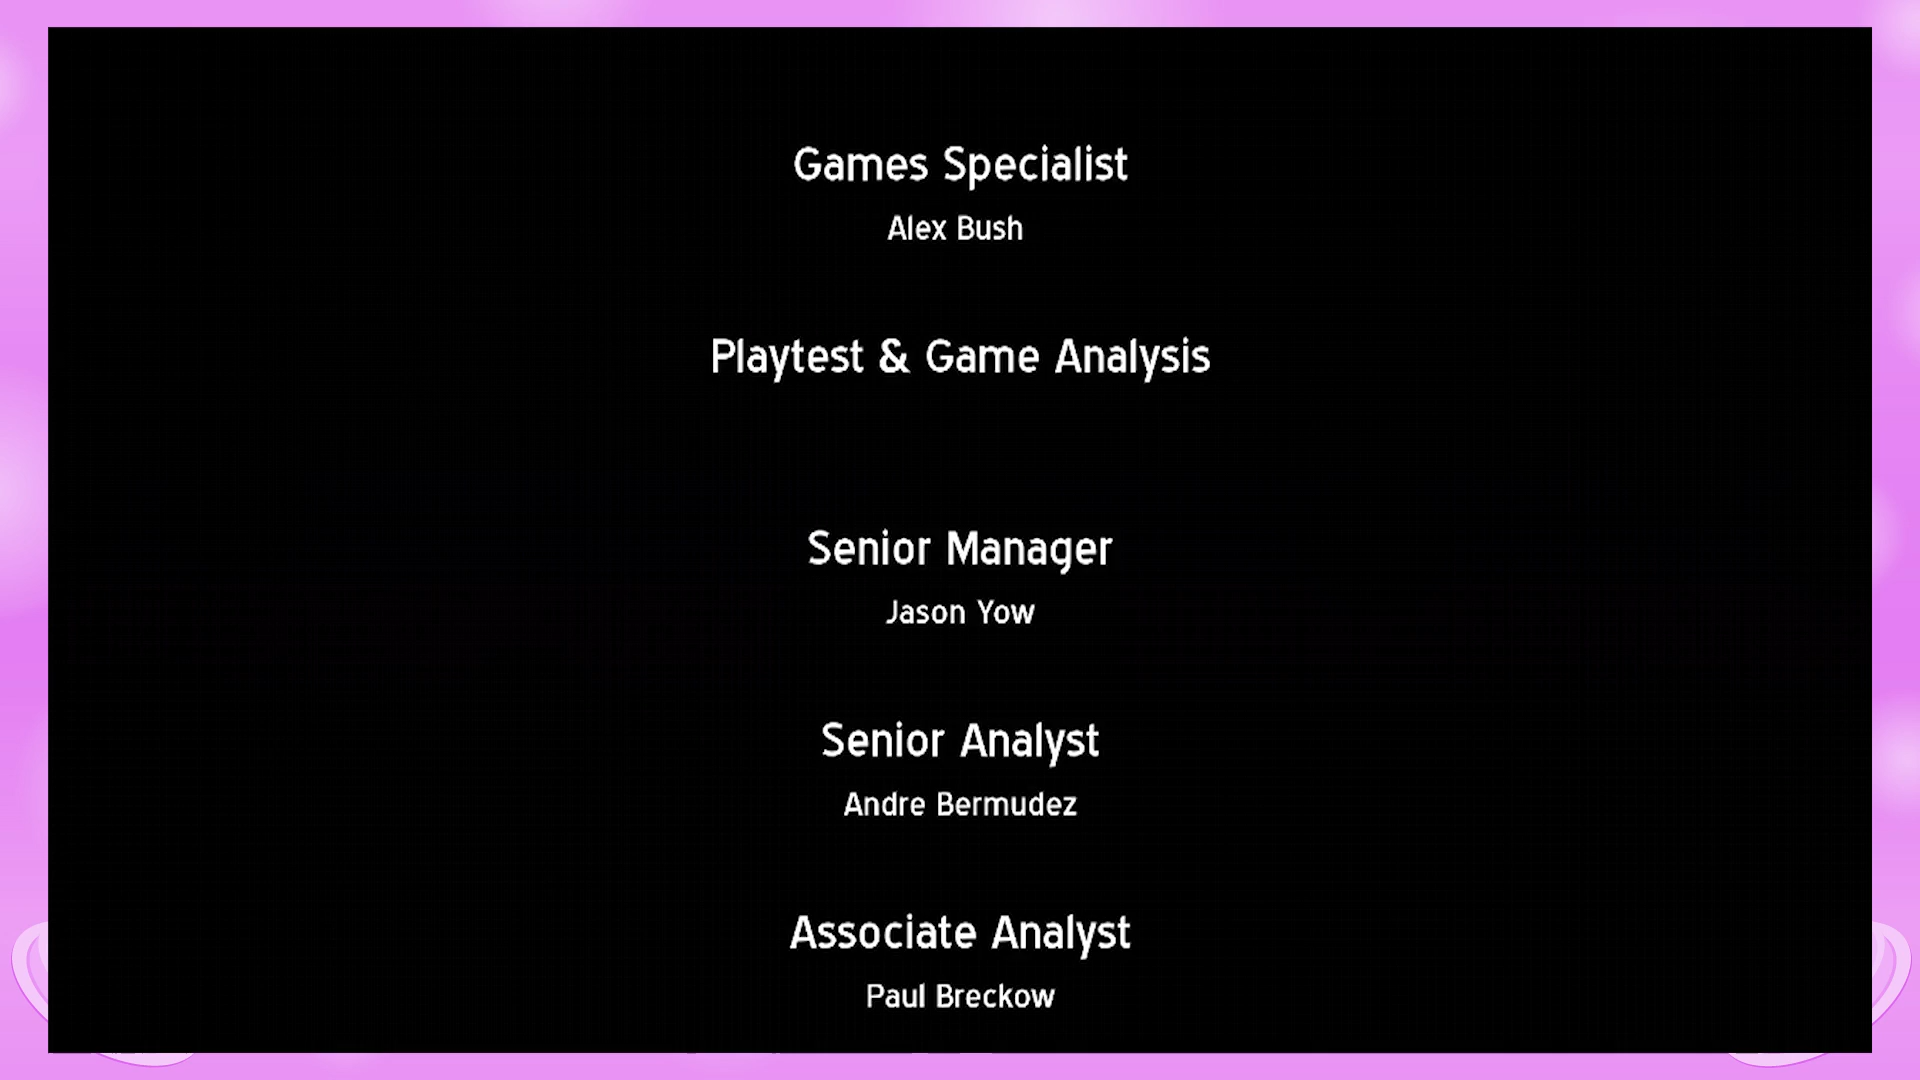 Games Specialist
Alex Bush
Playtest & Game Analysis
Senior Manager
Jason Yow
Senior Analyst
Andre Bermudez
Associate Analyst
Paul Breckow